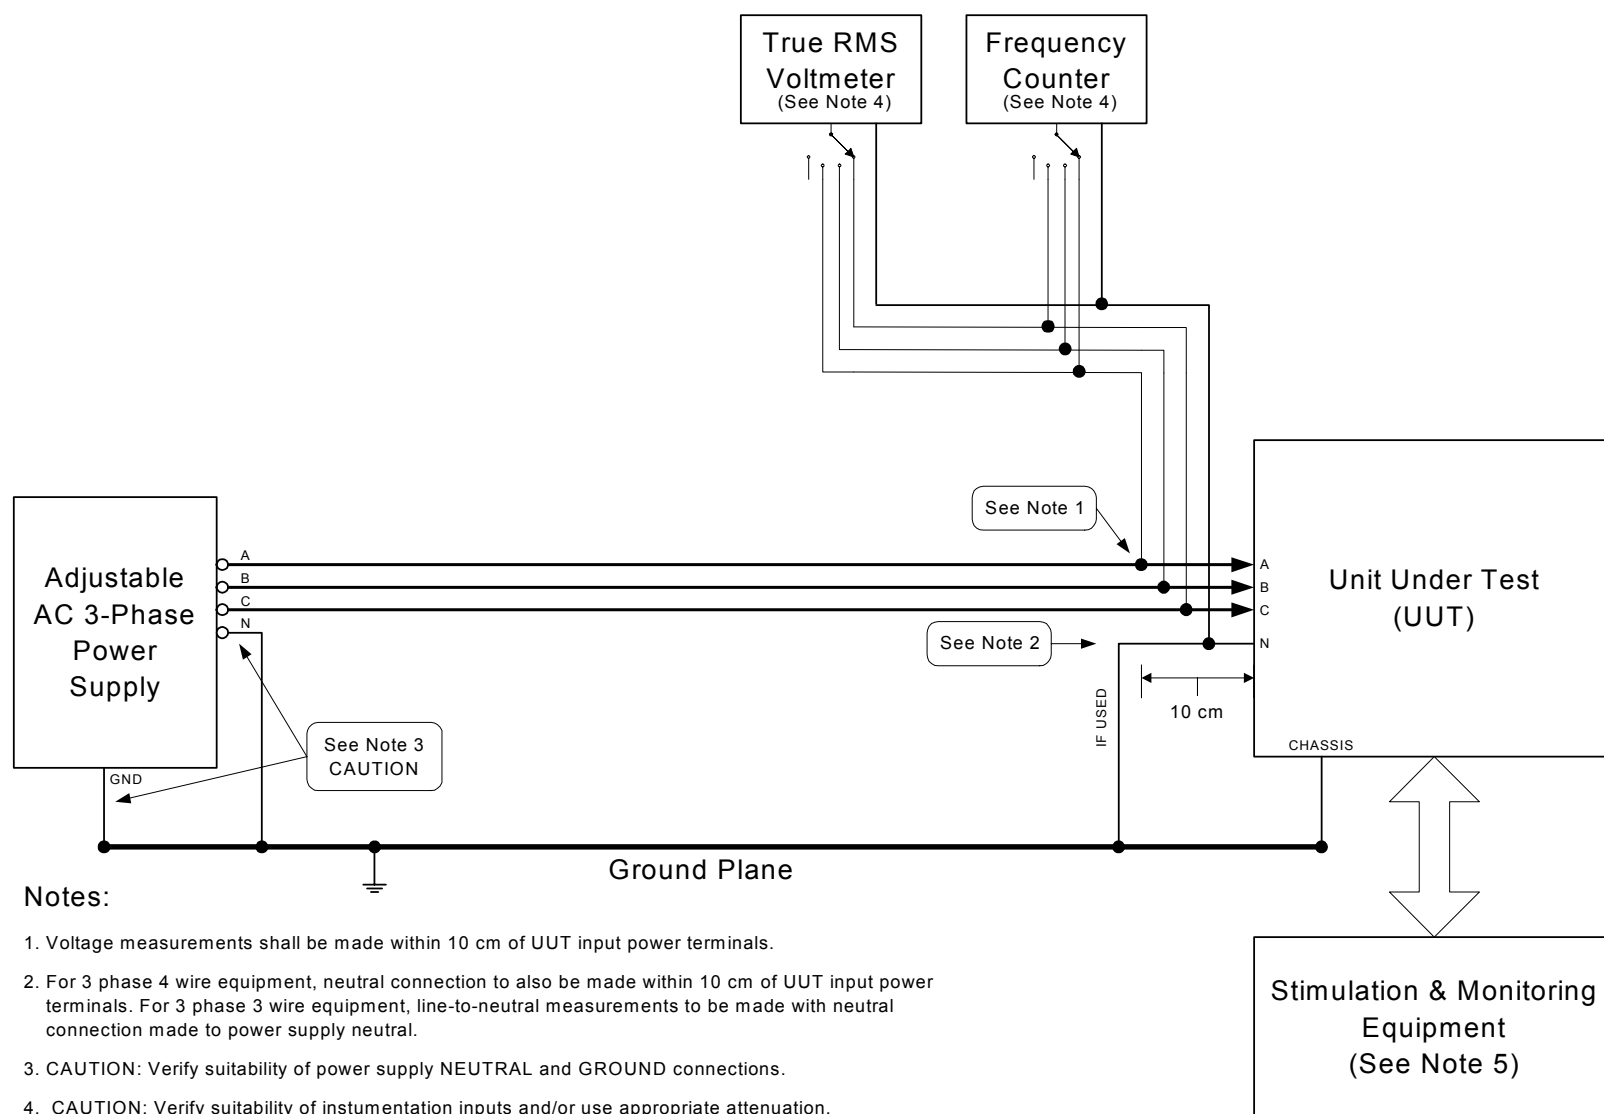 True RMS
Voltmeter
(See Note 4)
Frequency
Counter
(See Note 4)
See Note 1
Adjustable
AC 3-Phase
Power
Supply
A
B
C
N
A
B
C
N
Unit Under Test
(UUT)
See Note 2
IF USED
10 cm
See Note 3
CAUTION
CHASSIS
GND
Ground Plane
Notes:
1. Voltage measurements shall be made within 10 cm of UUT input power terminals.
2. For 3 phase 4 wire equipment, neutral connection to also be made within 10 cm of UUT input power
terminals. For 3 phase 3 wire equipment, line-to-neutral measurements to be made with neutral
connection made to power supply neutral.
3. CAUTION: Verify suitability of power supply NEUTRAL and GROUND connections.
4. CAUTION: Verify suitability of instumentation inputs and/or use appropriate attenuation.
Stimulation & Monitoring
Equipment
(See Note 5)